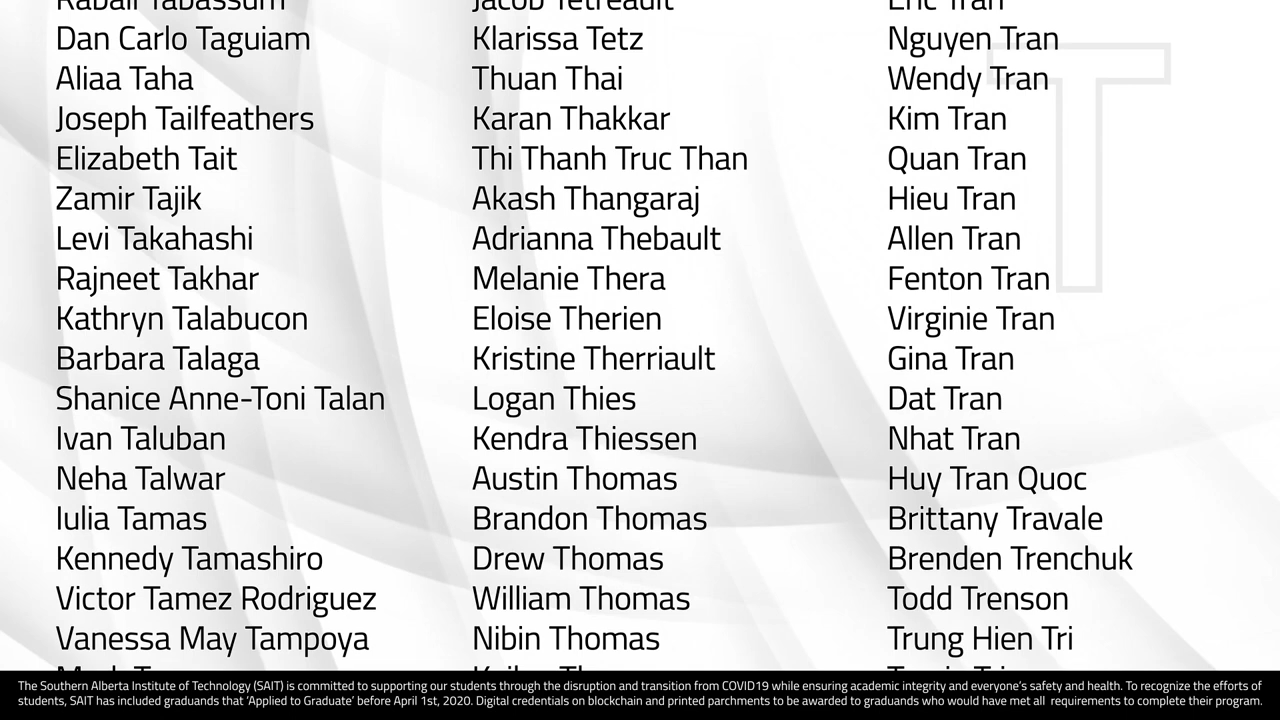 Dan Carlo Taguiam
Aliaa Taha
Joseph Tailfeathers
Elizabeth Tait
Zamir Tajik
Levi Takahashi
Rajneet Takhar
Kathryn Talabucon
Barbara Talaga
Shanice Anne-Toni Talan
Ivan Taluban
Neha Talwar
Iulia Tamas
Kennedy Tamashiro
Victor Tamez Rodriguez
Vanessa May Tampoya
Jacob Tetreault
Klarissa Tetz
Thuan Thai
Karan Thakkar
Thi Thanh Truc Than
Akash Thangaraj
Adrianna Thebault
Melanie Thera
Eloise Therien
Kristine Therriault
Logan Thies
Kendra Thiessen
Austin Thomas
Brandon Thomas
Drew Thomas
William Thomas
Nibin Thomas
Eric Tran
Nguyen Tran
Wendy Tran
Kim Tran
Quan Tran
Hieu Tran
Allen Tran
Fenton Tran
Virginie Tran
Gina Tran
Dat Tran
Nhat Tran
Huy Tran Quoc
Brittany Travale
Brenden Trenchuk
Todd Trenson
Trung Hien Tri
T
The Southern Alberta Institute of Technology (SAIT) is committed to supporting our students through the disruption and transition from COVID19 while ensuring academic integrity and everyone's safety and health. To recognize the efforts of
students, SAIT has included graduands that 'Applied to Graduate' before April 1st, 2020. Digital credentials on blockchain and printed parchments to be awarded to graduands who would have met all requirements to complete their program.